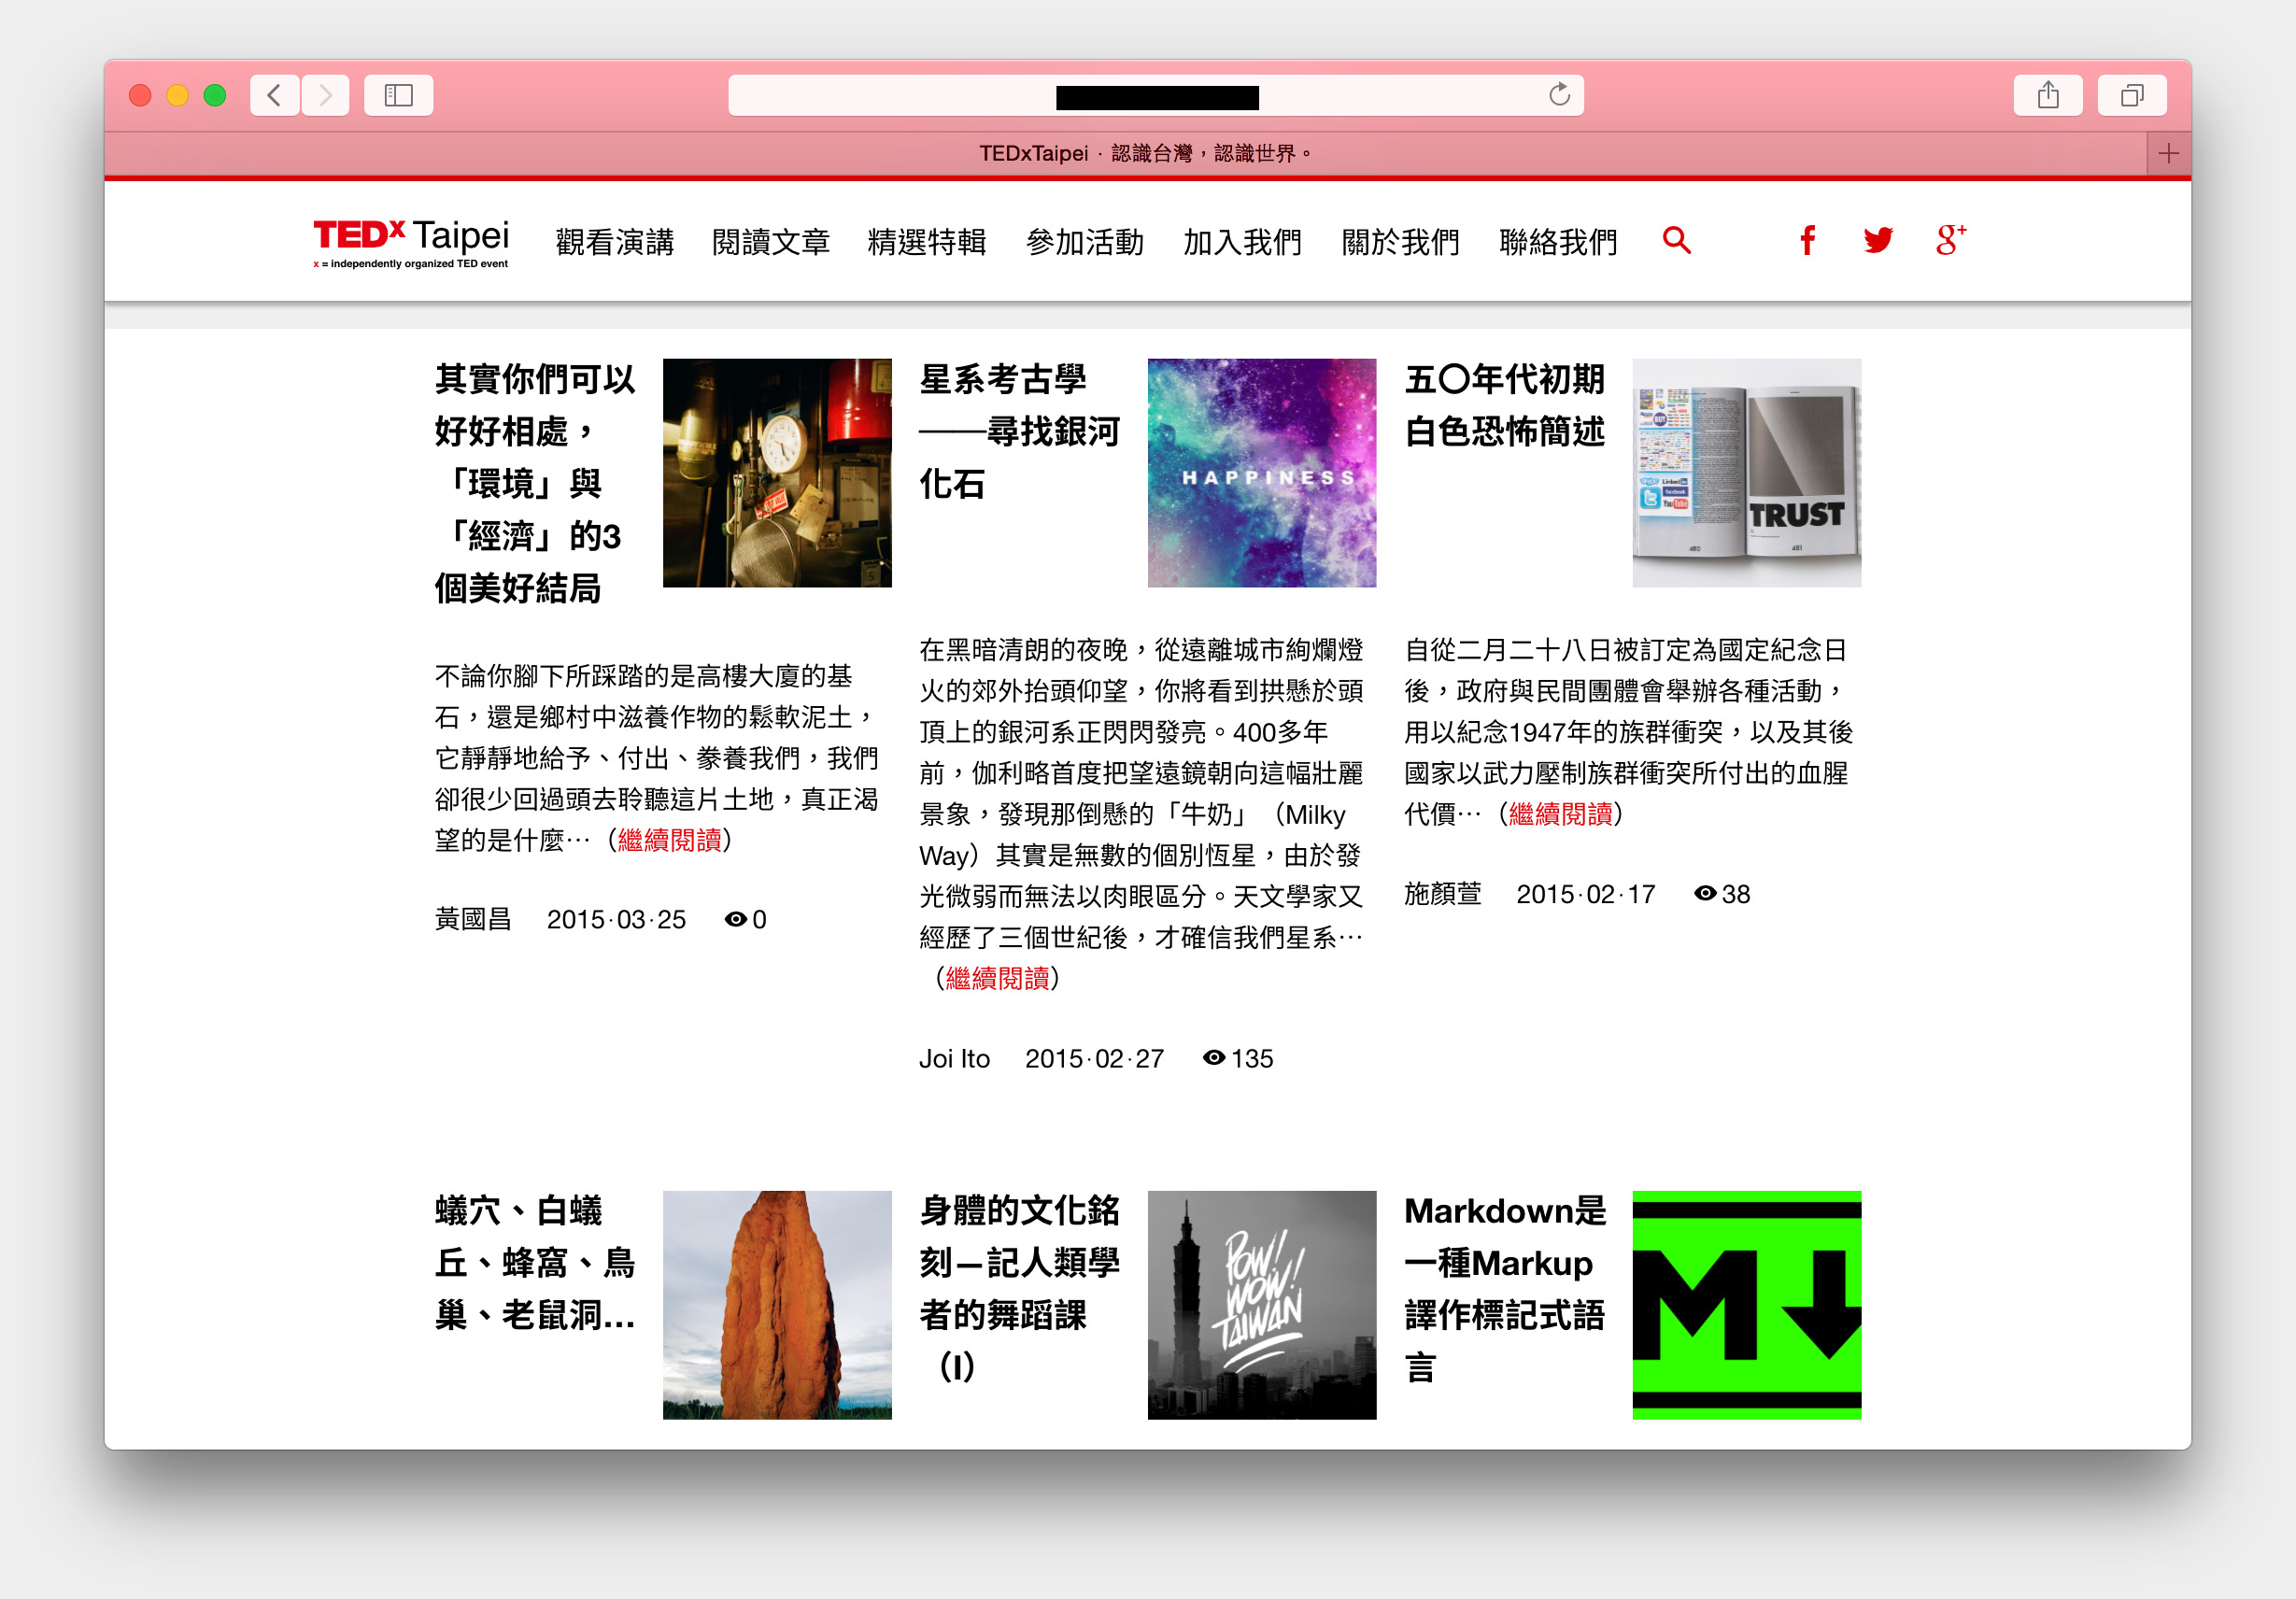 TEDxTaipei · 認識台灣，認識世界。
TEDx Taipei
x = independently organized TED event
觀看演講
閱讀文章
精選特輯
參加活動
加入我們
關於我們
聯絡我們
f
g+
其實你們可以
好好相處，
「環境」與
「經濟」的3
個美好結局
不論你腳下所踩踏的是高樓大廈的基
石，還是鄉村中滋養作物的鬆軟泥土，
它靜靜地給予、付出、豢養我們，我們
卻很少回過頭去聆聽這片土地，真正渴
望的是什麼⋯（繼續閱讀）
黃國昌 2015·03·25 0
星系考古學
——尋找銀河
化石
HAPPINESS
在黑暗清朗的夜晚，從遠離城市絢爛燈
火的郊外抬頭仰望，你將看到拱懸於頭
頂上的銀河系正閃閃發亮。400多年
前，伽利略首度把望遠鏡朝向這幅壯麗
景象，發現那倒懸的「牛奶」（Milky
Way）其實是無數的個別恆星，由於發
光微弱而無法以肉眼區分。天文學家又
經歷了三個世紀後，才確信我們星系⋯
（繼續閱讀）
Joi Ito 2015·02·27 135
五〇年代初期
白色恐怖簡述
BUY
Linkedin
facebook
YouTube
TRUST
480
481
自從二月二十八日被訂定為國定紀念日
後，政府與民間團體會舉辦各種活動，
用以紀念1947年的族群衝突，以及其後
國家以武力壓制族群衝突所付出的血腥
代價⋯（繼續閱讀）
施顏萱 2015·02·17 38
蟻穴、白蟻
丘、蜂窩、鳥
巢、老鼠洞...
身體的文化銘
刻—記人類學
者的舞蹈課
（I）
POW!
WOW!
TAIWAN
Markdown是
一種Markup
譯作標記式語
言
M